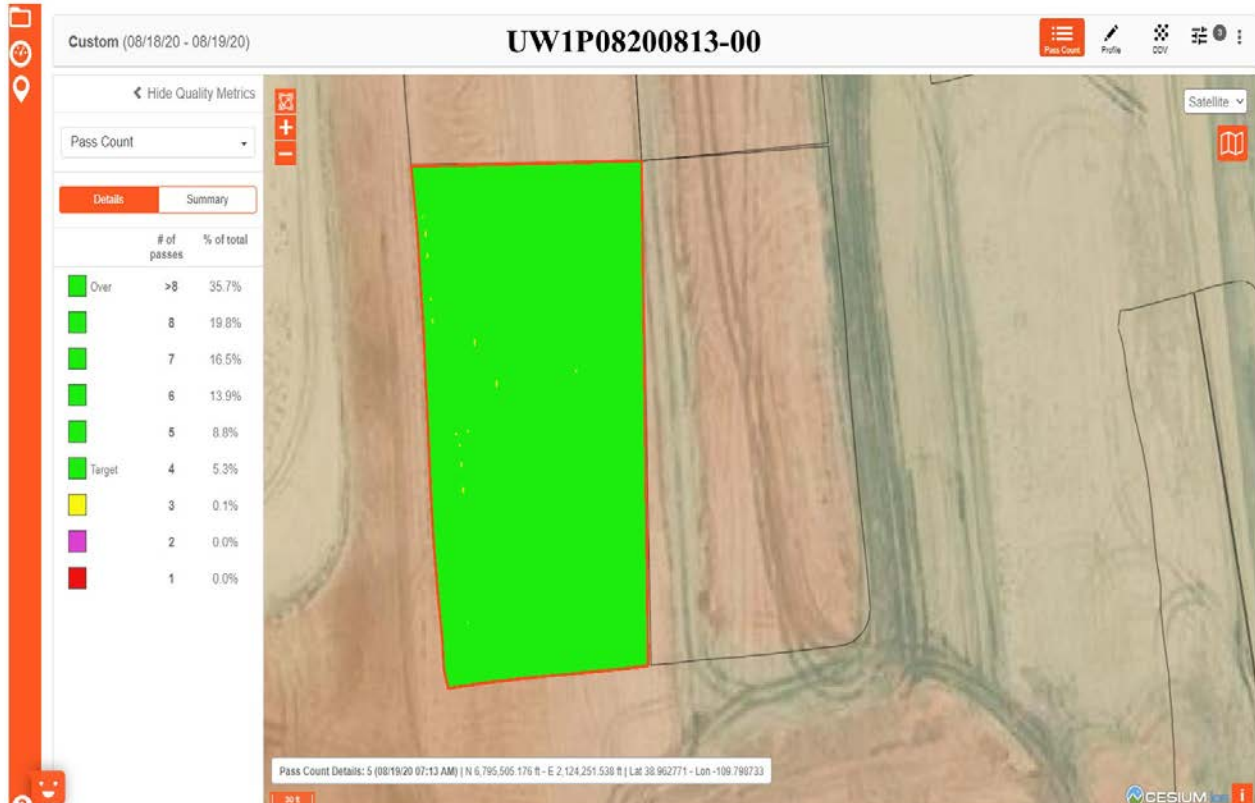 Custom (08/18/20 - 08/19/20)
UW1P08200813-00
Pass Count
Profile
CCV
3
Hide Quality Metrics
Pass Count
Details
Summary
# of passes
% of total
Over >8 35.7%
8 19.8%
7 16.5%
6 13.9%
5 8.8%
Target 4 5.3%
3 0.1%
2 0.0%
1 0.0%
Satellite
Pass Count Details: 5 (08/19/20 07:13 AM) | N 6,795,505.176 ft - E 2,124,251.538 ft | Lat 38.962771 - Lon -109.798733
30 ft
CESIUM
i